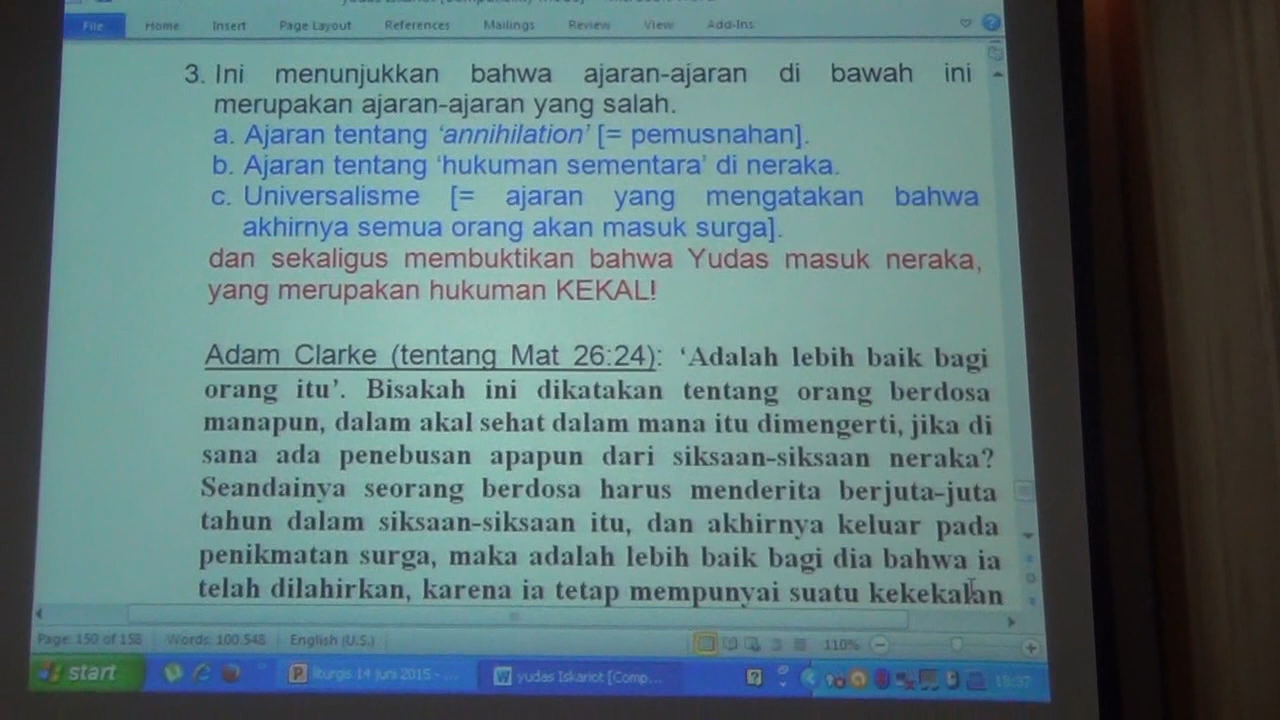 File Home Insert Page Layout References Mailings Review View Add-Ins
3. Ini menunjukkan bahwa ajaran-ajaran di bawah ini
merupakan ajaran-ajaran yang salah.
a. Ajaran tentang ‘annihilation’ [= pemusnahan].
b. Ajaran tentang ‘hukuman sementara’ di neraka.
c. Universalisme [= ajaran yang mengatakan bahwa
akhirnya semua orang akan masuk surga].
dan sekaligus membuktikan bahwa Yudas masuk neraka,
yang merupakan hukuman KEKAL!
Adam Clarke (tentang Mat 26:24): ‘Adalah lebih baik bagi
orang itu’. Bisakah ini dikatakan tentang orang berdosa
manapun, dalam akal sehat dalam mana itu dimengerti, jika di
sana ada penebusan apapun dari siksaan-siksaan neraka?
Seandainya seorang berdosa harus menderita berjuta-juta
tahun dalam siksaan-siksaan itu, dan akhirnya keluar pada
penikmatan surga, maka adalah lebih baik bagi dia bahwa ia
telah dilahirkan, karena ia tetap mempunyai suatu kekekalan
Page: 150 of 158 Words: 100.548 English (U.S.) 110%
start liturgis 14 juni 2015 - ... yudas Iskariot [Comp... 18:37